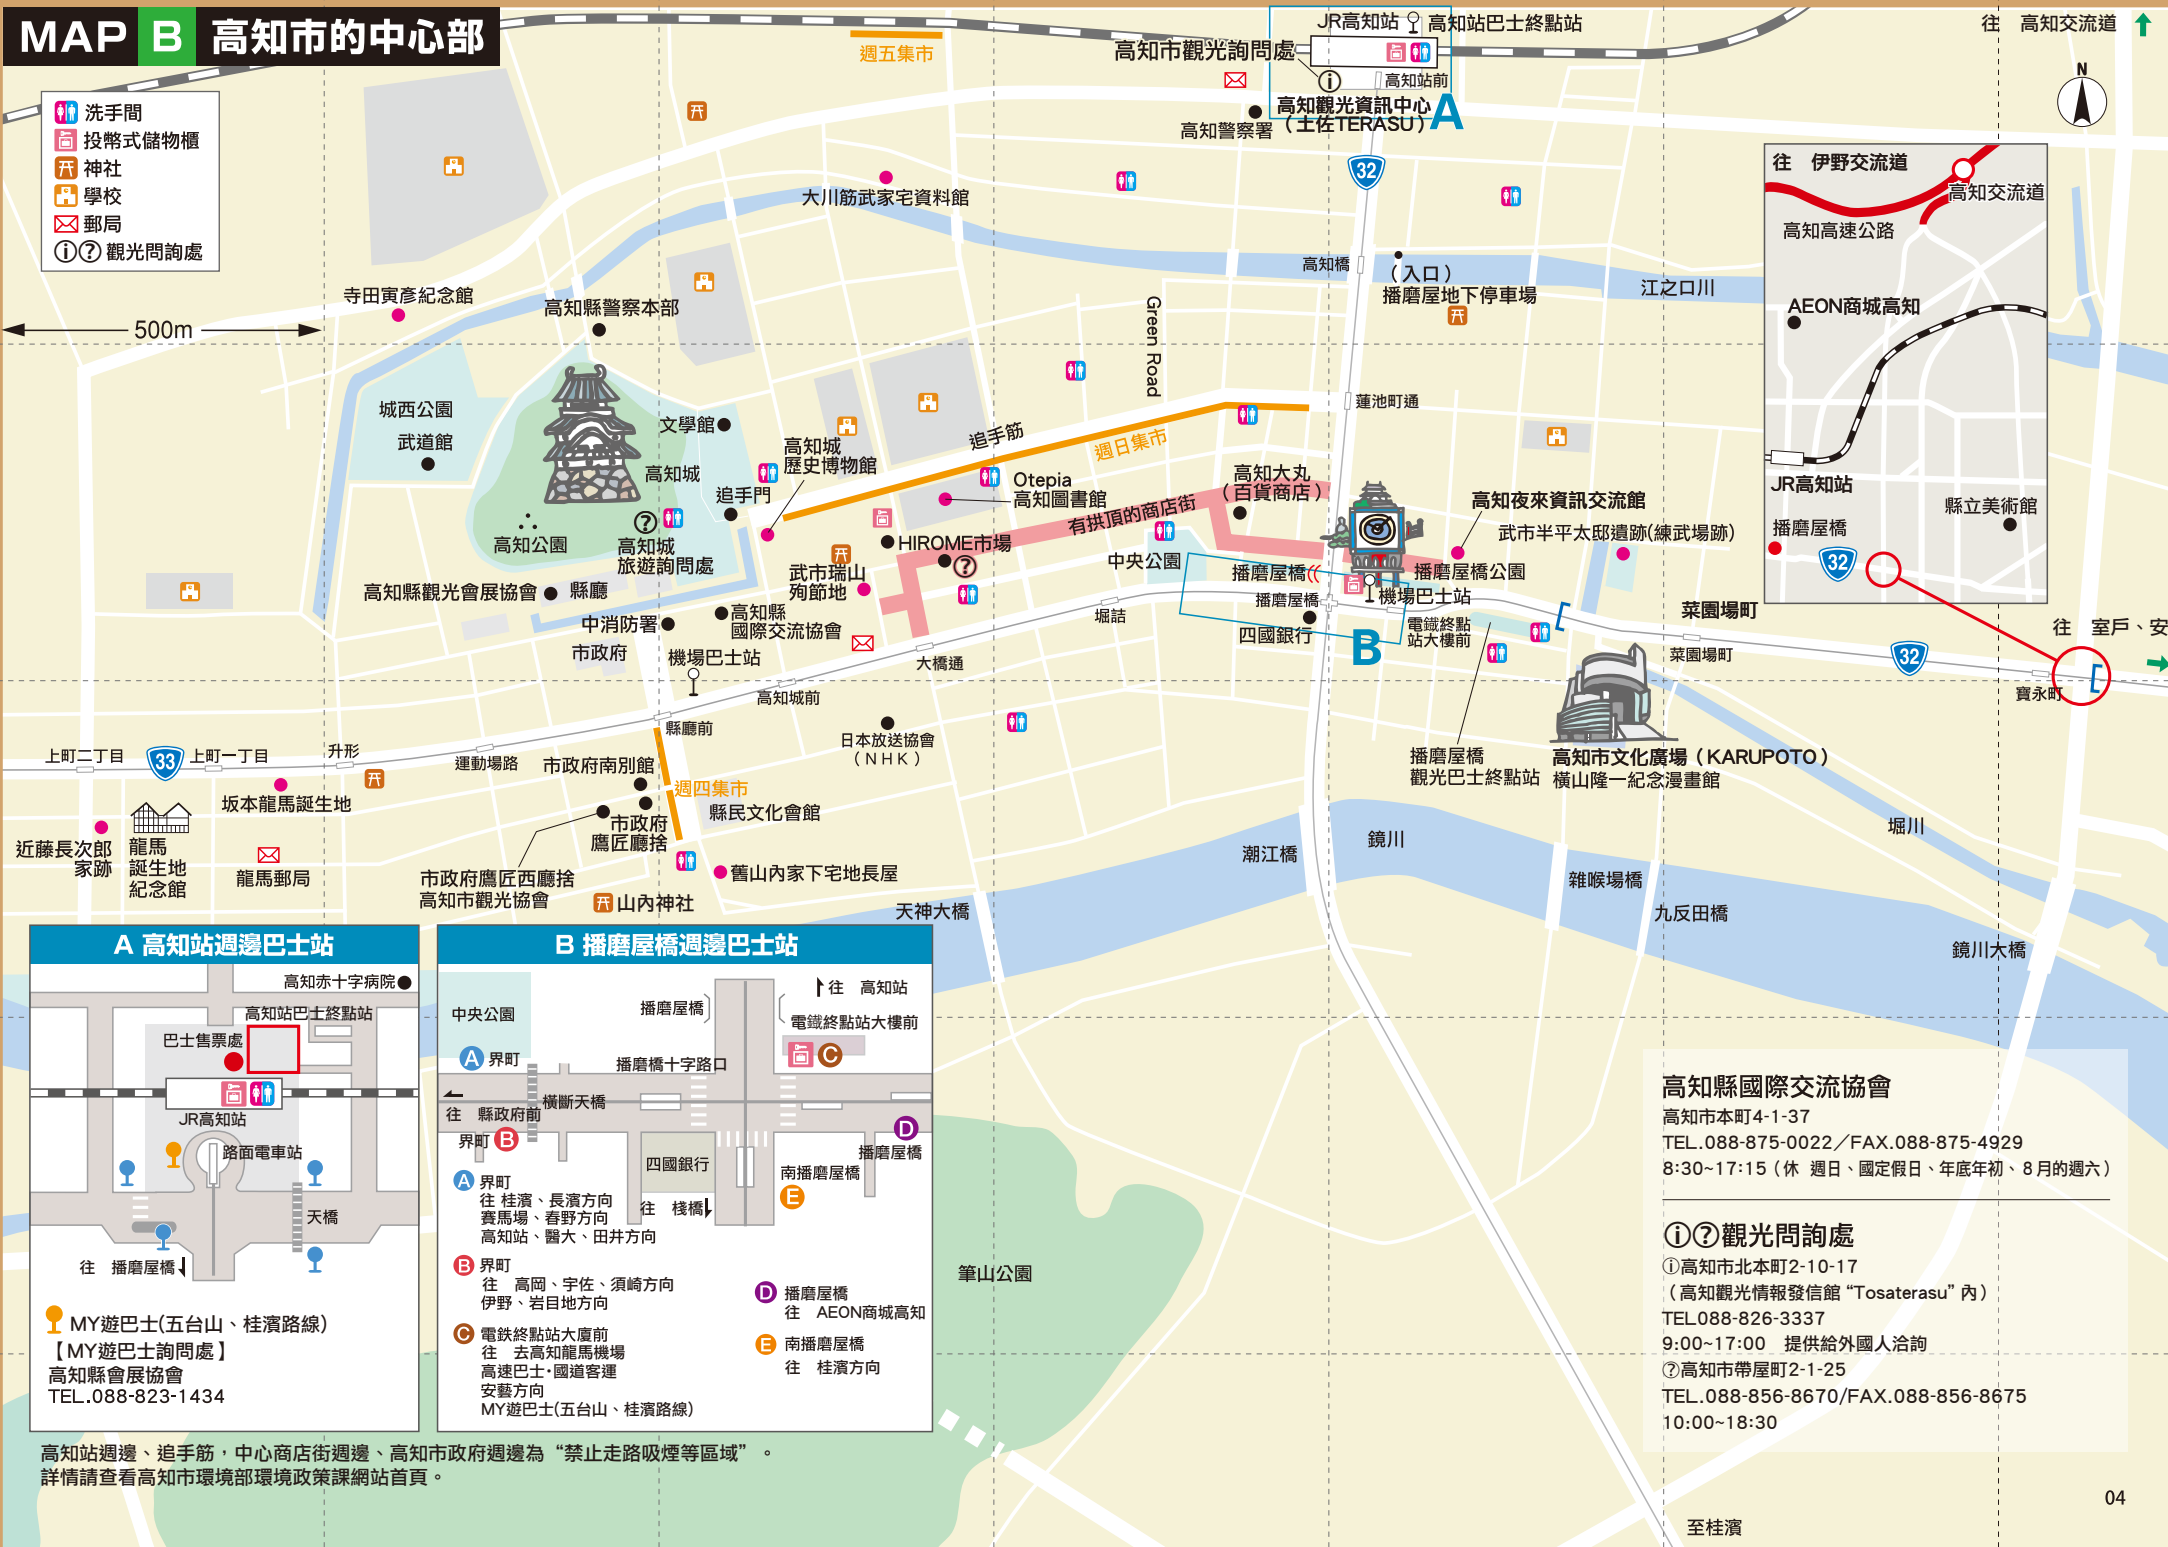 MAP B 高知市的中心部
洗手間
投幣式儲物櫃
神社
學校
郵局
i ? 觀光問詢處
500m
週五集市
JR高知站
高知站巴士終點站
高知市觀光詢問處
高知站前
i
高知觀光資訊中心
（土佐TERASU）
A
高知警察署
往　高知交流道
N
32
大川筋武家宅資料館
高知橋
（入口）
播磨屋地下停車場
江之口川
寺田寅彥紀念館
高知縣警察本部
Green Road
城西公園
武道館
文學館
高知城
追手門
高知城
歷史博物館
追手筋
週日集市
蓮池町通
Otepia
高知圖書館
高知大丸
（百貨商店）
有拱頂的商店街
高知夜來資訊交流館
武市半平太邸遺跡(練武場跡)
高知公園
?
高知城
旅遊詢問處
HIROME市場
?
中央公園
播磨屋橋
播磨屋橋公園
高知縣觀光會展協會
縣廳
武市瑞山
殉節地
播磨屋橋
機場巴士站
中消防署
高知縣
國際交流協會
堀詰
四國銀行
電鐵終點
站大樓前
B
菜園場町
市政府
機場巴士站
大橋通
菜園場町
32
往　室戶、安
寶永町
高知城前
縣廳前
日本放送協會
（NHK）
上町二丁目
33
上町一丁目
升形
運動場路
市政府南別館
週四集市
坂本龍馬誕生地
縣民文化會館
市政府
鷹匠廳捨
近藤長次郎
家跡
龍馬
誕生地
紀念館
龍馬郵局
市政府鷹匠西廳捨
高知市觀光協會
舊山內家下宅地長屋
山內神社
播磨屋橋
觀光巴士終點站
高知市文化廣場（KARUPOTO）
橫山隆一紀念漫畫館
潮江橋
鏡川
堀川
雜喉場橋
九反田橋
天神大橋
鏡川大橋
筆山公園
至桂濱
往　伊野交流道
高知交流道
高知高速公路
AEON商城高知
JR高知站
縣立美術館
播磨屋橋
32
A 高知站週邊巴士站
高知赤十字病院
高知站巴士終點站
巴士售票處
JR高知站
路面電車站
天橋
往　播磨屋橋
MY遊巴士(五台山、桂濱路線)
【MY遊巴士詢問處】
高知縣會展協會
TEL.088-823-1434
B 播磨屋橋週邊巴士站
往　高知站
中央公園
播磨屋橋
電鐵終點站大樓前
C
A 界町
播磨橋十字路口
橫斷天橋
往　縣政府前
界町 B
D
播磨屋橋
四國銀行
南播磨屋橋
E
往　棧橋
A 界町
往 桂濱、長濱方向
賽馬場、春野方向
高知站、醫大、田井方向
B 界町
往　高岡、宇佐、須崎方向
伊野、岩目地方向
C 電鉄終點站大廈前
往　去高知龍馬機場
高速巴士･國道客運
安藝方向
MY遊巴士(五台山、桂濱路線)
D 播磨屋橋
往　AEON商城高知
E 南播磨屋橋
往　桂濱方向
高知站週邊、追手筋，中心商店街週邊、高知市政府週邊為“禁止走路吸煙等區域”。
詳情請查看高知市環境部環境政策課網站首頁。
高知縣國際交流協會
高知市本町4-1-37
TEL.088-875-0022／FAX.088-875-4929
8:30~17:15（休 週日、國定假日、年底年初、8月的週六）
i ? 觀光問詢處
i高知市北本町2-10-17
（高知觀光情報發信館 “Tosaterasu” 內）
TEL088-826-3337
9:00~17:00　提供給外國人洽詢
?高知市帶屋町2-1-25
TEL.088-856-8670/FAX.088-856-8675
10:00~18:30
04